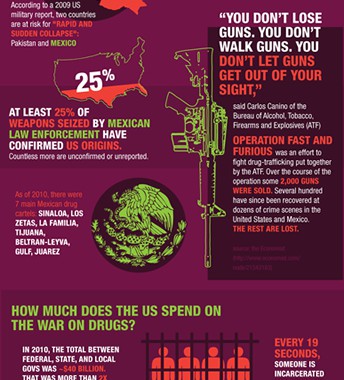 According to a 2009 US
military report, two countries
are at risk for "RAPID AND
SUDDEN COLLAPSE":
Pakistan and MEXICO
25%
AT LEAST 25% OF
WEAPONS SEIZED BY MEXICAN
LAW ENFORCEMENT HAVE
CONFIRMED US ORIGINS.
Countless more are unconfirmed or unreported.
"YOU DON'T LOSE
GUNS. YOU DON'T
WALK GUNS. YOU
DON'T LET GUNS
GET OUT OF YOUR
SIGHT,"
said Carlos Canino of the
Bureau of Alcohol, Tobacco,
Firearms and Explosives (ATF)
OPERATION FAST AND
FURIOUS was an effort to
fight drug-trafficking put together
by the ATF. Over the course of the
operation some 2,000 GUNS
WERE SOLD. Several hundred
have since been recovered at
dozens of crime scenes in the
United States and Mexico.
THE REST ARE LOST.
As of 2010, there were
7 main Mexican drug
cartels: SINALOA, LOS
ZETAS, LA FAMILIA,
TIJUANA,
BELTRAN-LEYVA,
GULF, JUAREZ
HOW MUCH DOES THE US SPEND ON
THE WAR ON DRUGS?
IN 2010, THE TOTAL BETWEEN
FEDERAL, STATE, AND LOCAL
GOVS WAS ~$40 BILLION.
THAT WAS MORE THAN 2X
EVERY 19
SECONDS,
SOMEONE IS
INCARCERATED